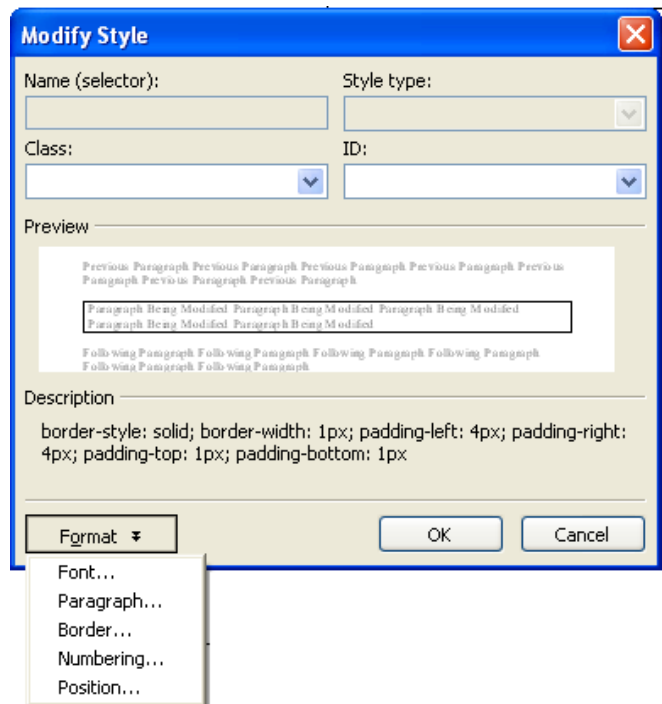 Modify Style
Name (selector):
Style type:
Class:
ID:
Preview
Previous Paragraph Previous Paragraph Previous Paragraph Previous Paragraph Previous
Paragraph Previous Paragraph Previous Paragraph
Paragraph Being Modified Paragraph Being Modified Paragraph Being Modified
Paragraph Being Modified Paragraph Being Modified
Following Paragraph Following Paragraph Following Paragraph Following Paragraph
Following Paragraph Following Paragraph
Description
border-style: solid; border-width: 1px; padding-left: 4px; padding-right:
4px; padding-top: 1px; padding-bottom: 1px
Format
OK
Cancel
Font...
Paragraph...
Border...
Numbering...
Position...